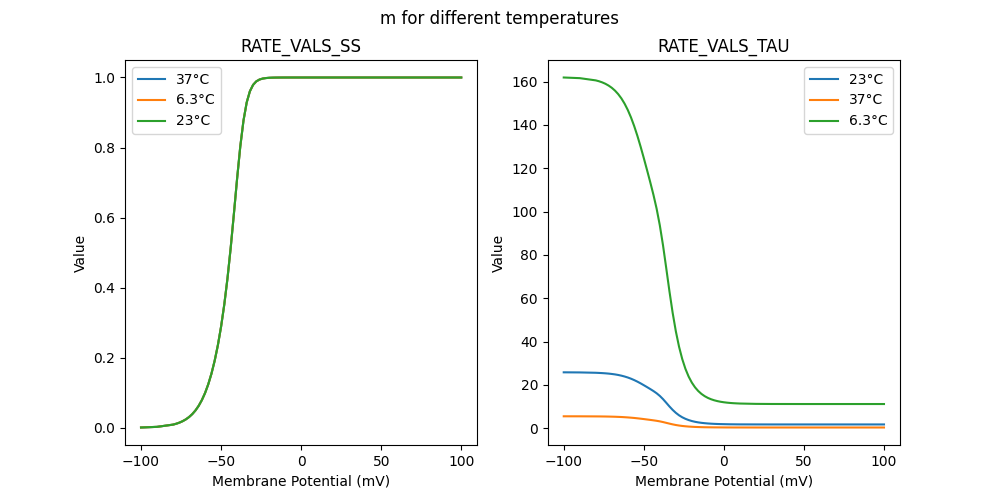 m for different temperatures
RATE_VALS_SS
37°C
6.3°C
23°C
1.0
0.8
0.6
0.4
0.2
0.0
Value
−100
−50
0
50
100
Membrane Potential (mV)
RATE_VALS_TAU
23°C
37°C
6.3°C
160
140
120
100
80
60
40
20
0
Value
−100
−50
0
50
100
Membrane Potential (mV)